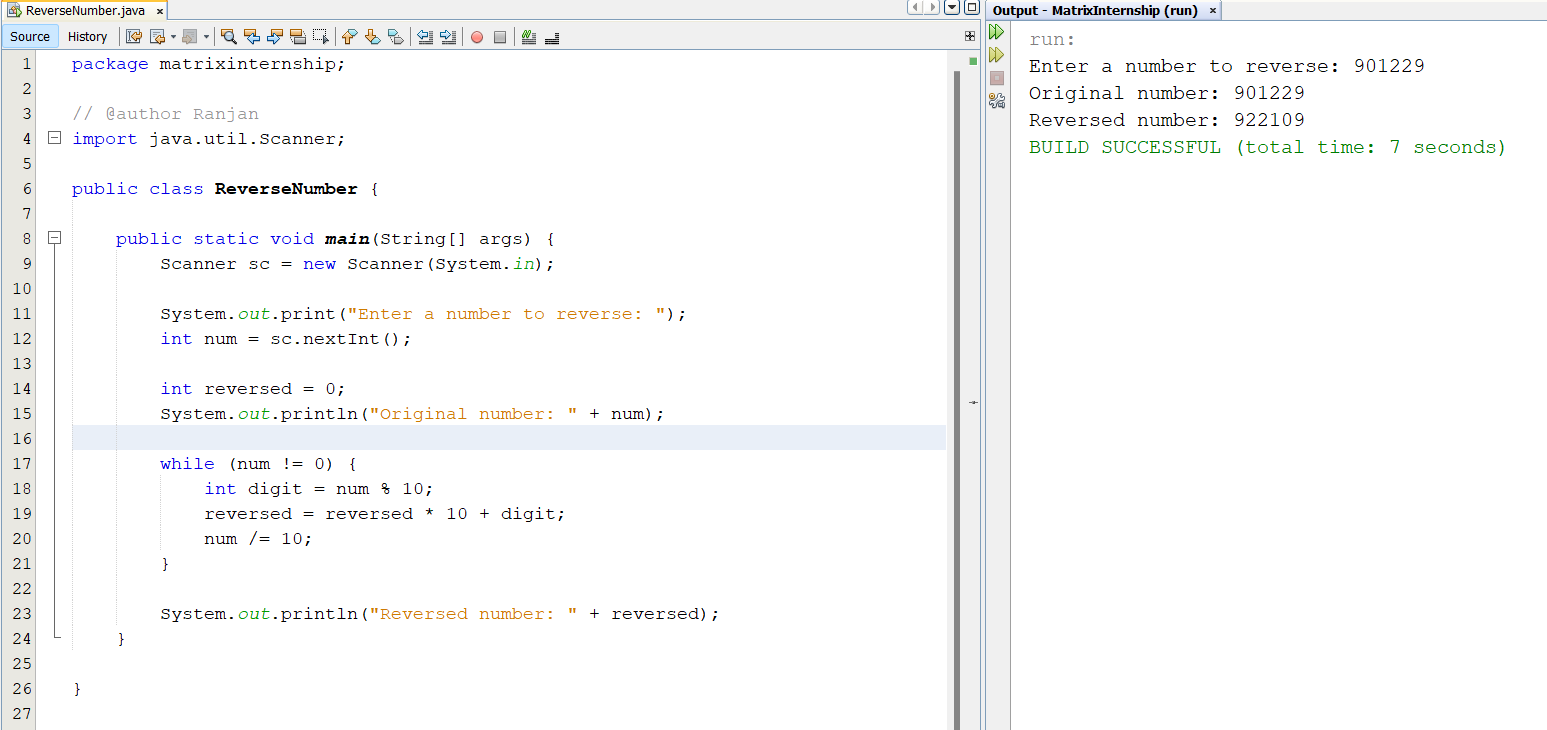 ReverseNumber.java ×
Source History
1 package matrixinternship;
2
3 // @author Ranjan
4 import java.util.Scanner;
5
6 public class ReverseNumber {
7
8 public static void main(String[] args) {
9 Scanner sc = new Scanner(System.in);
10
11 System.out.print("Enter a number to reverse: ");
12 int num = sc.nextInt();
13
14 int reversed = 0;
15 System.out.println("Original number: " + num);
16
17 while (num != 0) {
18 int digit = num % 10;
19 reversed = reversed * 10 + digit;
20 num /= 10;
21 }
22
23 System.out.println("Reversed number: " + reversed);
24 }
25
26 }
27
Output - MatrixInternship (run) ×
run:
Enter a number to reverse: 901229
Original number: 901229
Reversed number: 922109
BUILD SUCCESSFUL (total time: 7 seconds)